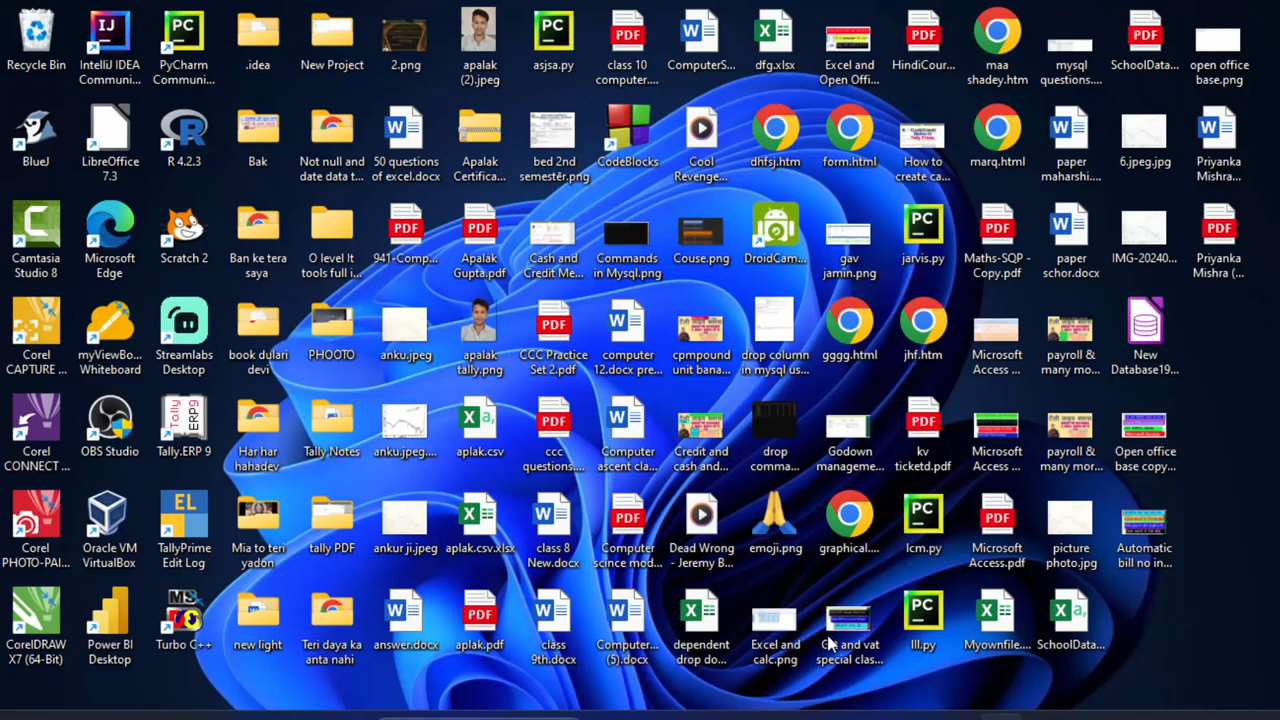 Recycle Bin
IntelliJ IDEA
Communi...
PyCharm
Communi...
.idea
New Project
2.png
apalak
(2).jpeg
asjsa.py
class 10
computer....
ComputerS...
dfg.xlsx
Excel and
Open Offi...
HindiCour...
maa
shadey.htm
mysql
questions....
SchoolData...
open office
base.png
BlueJ
LibreOffice
7.3
R 4.2.3
Bak
Not null and
date data t...
50 questions
of excel.docx
Apalak
Certifica...
bed 2nd
semester.png
CodeBlocks
Cool
Revenge...
dhfsj.htm
form.html
How to
create ca...
marq.html
paper
maharshi....
6.jpeg.jpg
Priyanka
Mishra...
Camtasia
Studio 8
Microsoft
Edge
Scratch 2
Ban ke tera
saya
O level It
tools full i...
941-Comp...
Apalak
Gupta.pdf
Cash and
Credit Me...
Commands
in Mysql.png
Couse.png
DroidCam...
gav
jamin.png
jarvis.py
Maths-SQP -
Copy.pdf
paper
schor.docx
IMG-20240...
Priyanka
Mishra (...
Corel
CAPTURE ...
myViewBo...
Whiteboard
Streamlabs
Desktop
book dulari
devi
PHOOTO
anku.jpeg
apalak
tally.png
CCC Practice
Set 2.pdf
computer
12.docx pre...
cpmpound
unit bana...
drop column
in mysql us...
gggg.html
jhf.htm
Microsoft
Access ...
payroll &
many mo...
New
Database19...
Corel
CONNECT ...
OBS Studio
Tally.ERP 9
Har har
hahadev
Tally Notes
anku.jpeg....
aplak.csv
ccc
questions....
Computer
ascent cla...
Credit and
cash and...
drop
comma...
Godown
manageme...
kv
ticketd.pdf
Microsoft
Access ...
payroll &
many mor...
Open office
base copy...
Corel
PHOTO-PAI...
Oracle VM
VirtualBox
TallyPrime
Edit Log
Mia to teri
yadon
tally PDF
ankur ji.jpeg
aplak.csv.xlsx
class 8
New.docx
Computer
scince mod...
Dead Wrong
- Jeremy B...
emoji.png
graphical....
lcm.py
Microsoft
Access.pdf
picture
photo.jpg
Automatic
bill no in...
CorelDRAW
X7 (64-Bit)
Power BI
Desktop
Turbo C++
new light
Teri daya ka
anta nahi
answer.docx
aplak.pdf
class
9th.docx
Computer...
(5).docx
dependent
drop do...
Excel and
calc.png
and vat
special clas...
lll.py
Myownfile....
SchoolData...